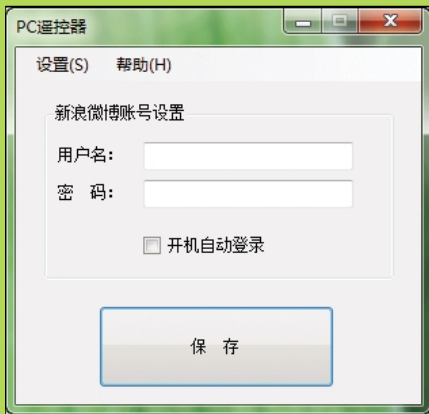 PC遥控器
设置(S) 帮助(H)
新浪微博账号设置
用户名：
密 码：
开机自动登录
保 存